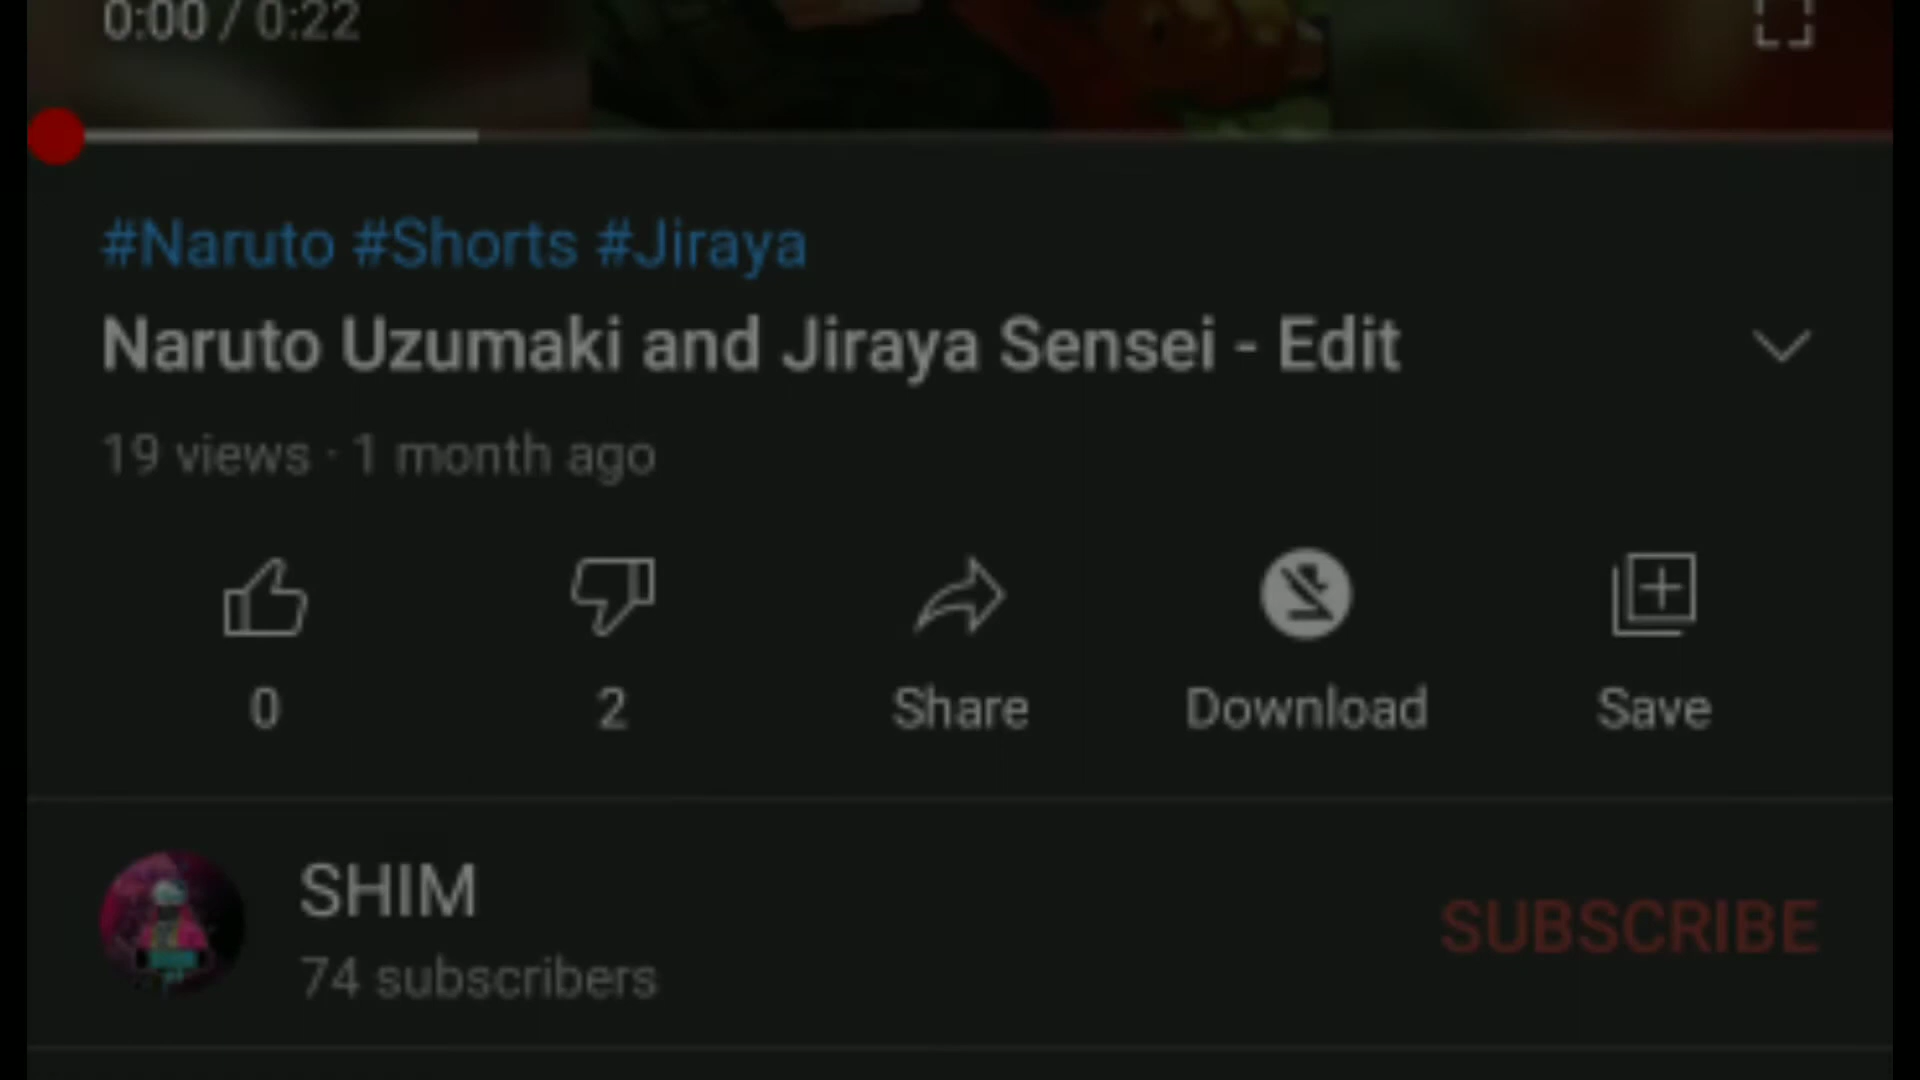 0:00 / 0:22
#Naruto #Shorts #Jiraya
Naruto Uzumaki and Jiraya Sensei - Edit
19 views · 1 month ago
0 2 Share Download Save
SHIM
SUBSCRIBE
74 subscribers